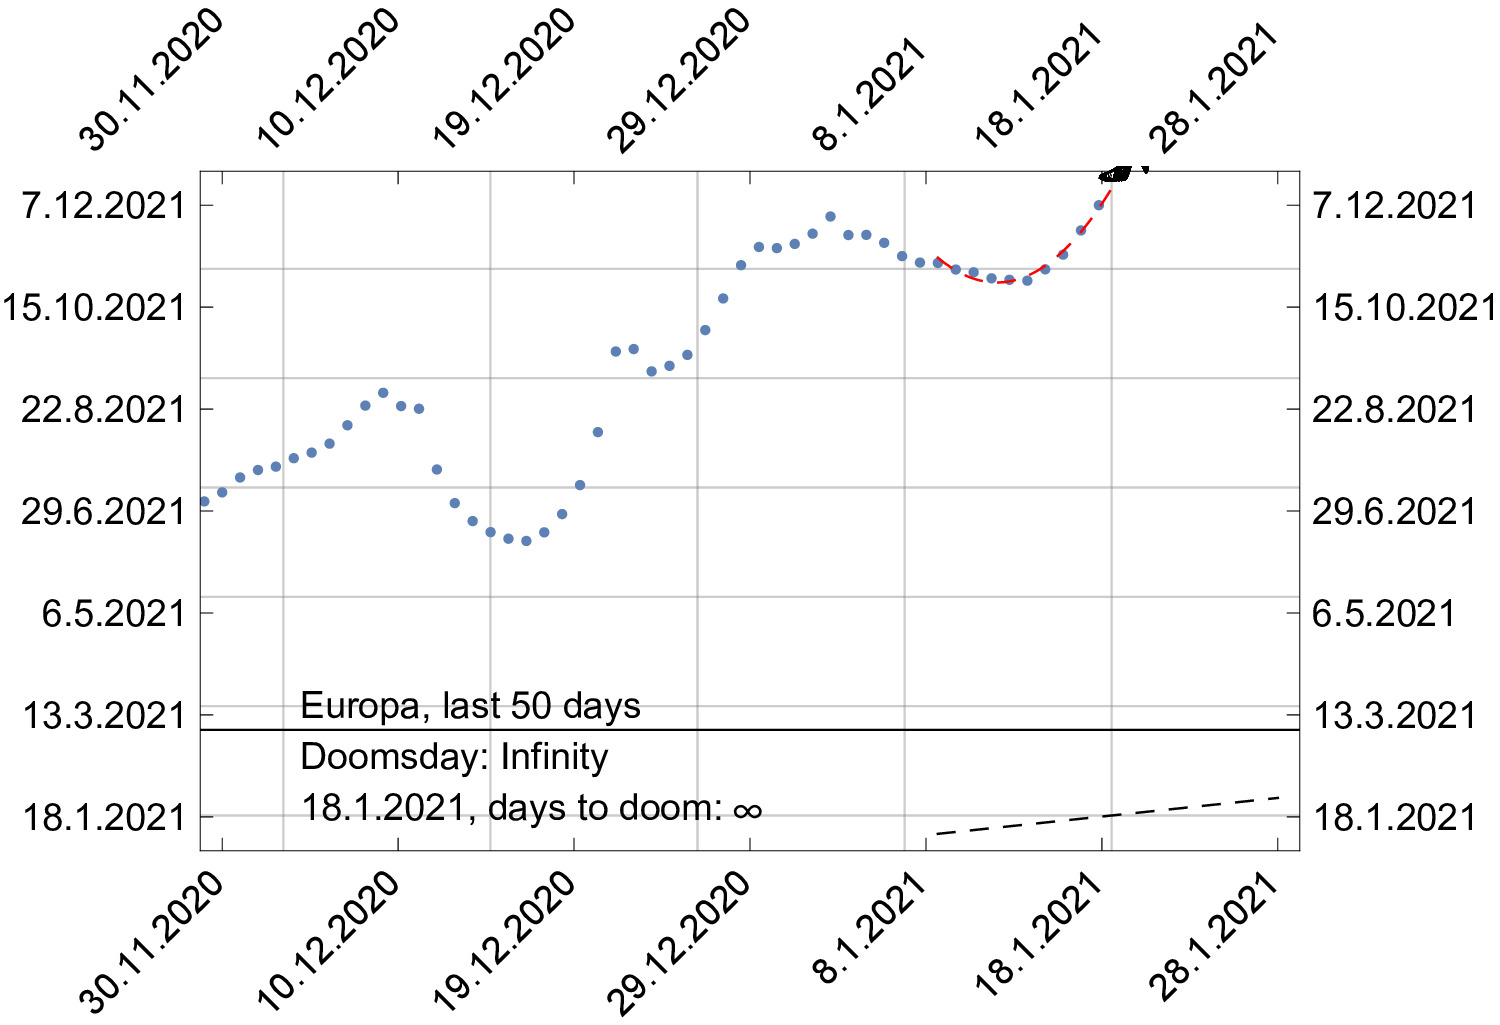 30.11.2020 10.12.2020 19.12.2020 29.12.2020 8.1.2021 18.1.2021 28.1.2021
7.12.2021 7.12.2021
15.10.2021 15.10.2021
22.8.2021 22.8.2021
29.6.2021 29.6.2021
6.5.2021 6.5.2021
13.3.2021 13.3.2021
Europa, last 50 days
Doomsday: Infinity
18.1.2021, days to doom: ∞
18.1.2021 18.1.2021
30.11.2020 10.12.2020 19.12.2020 29.12.2020 8.1.2021 18.1.2021 28.1.2021